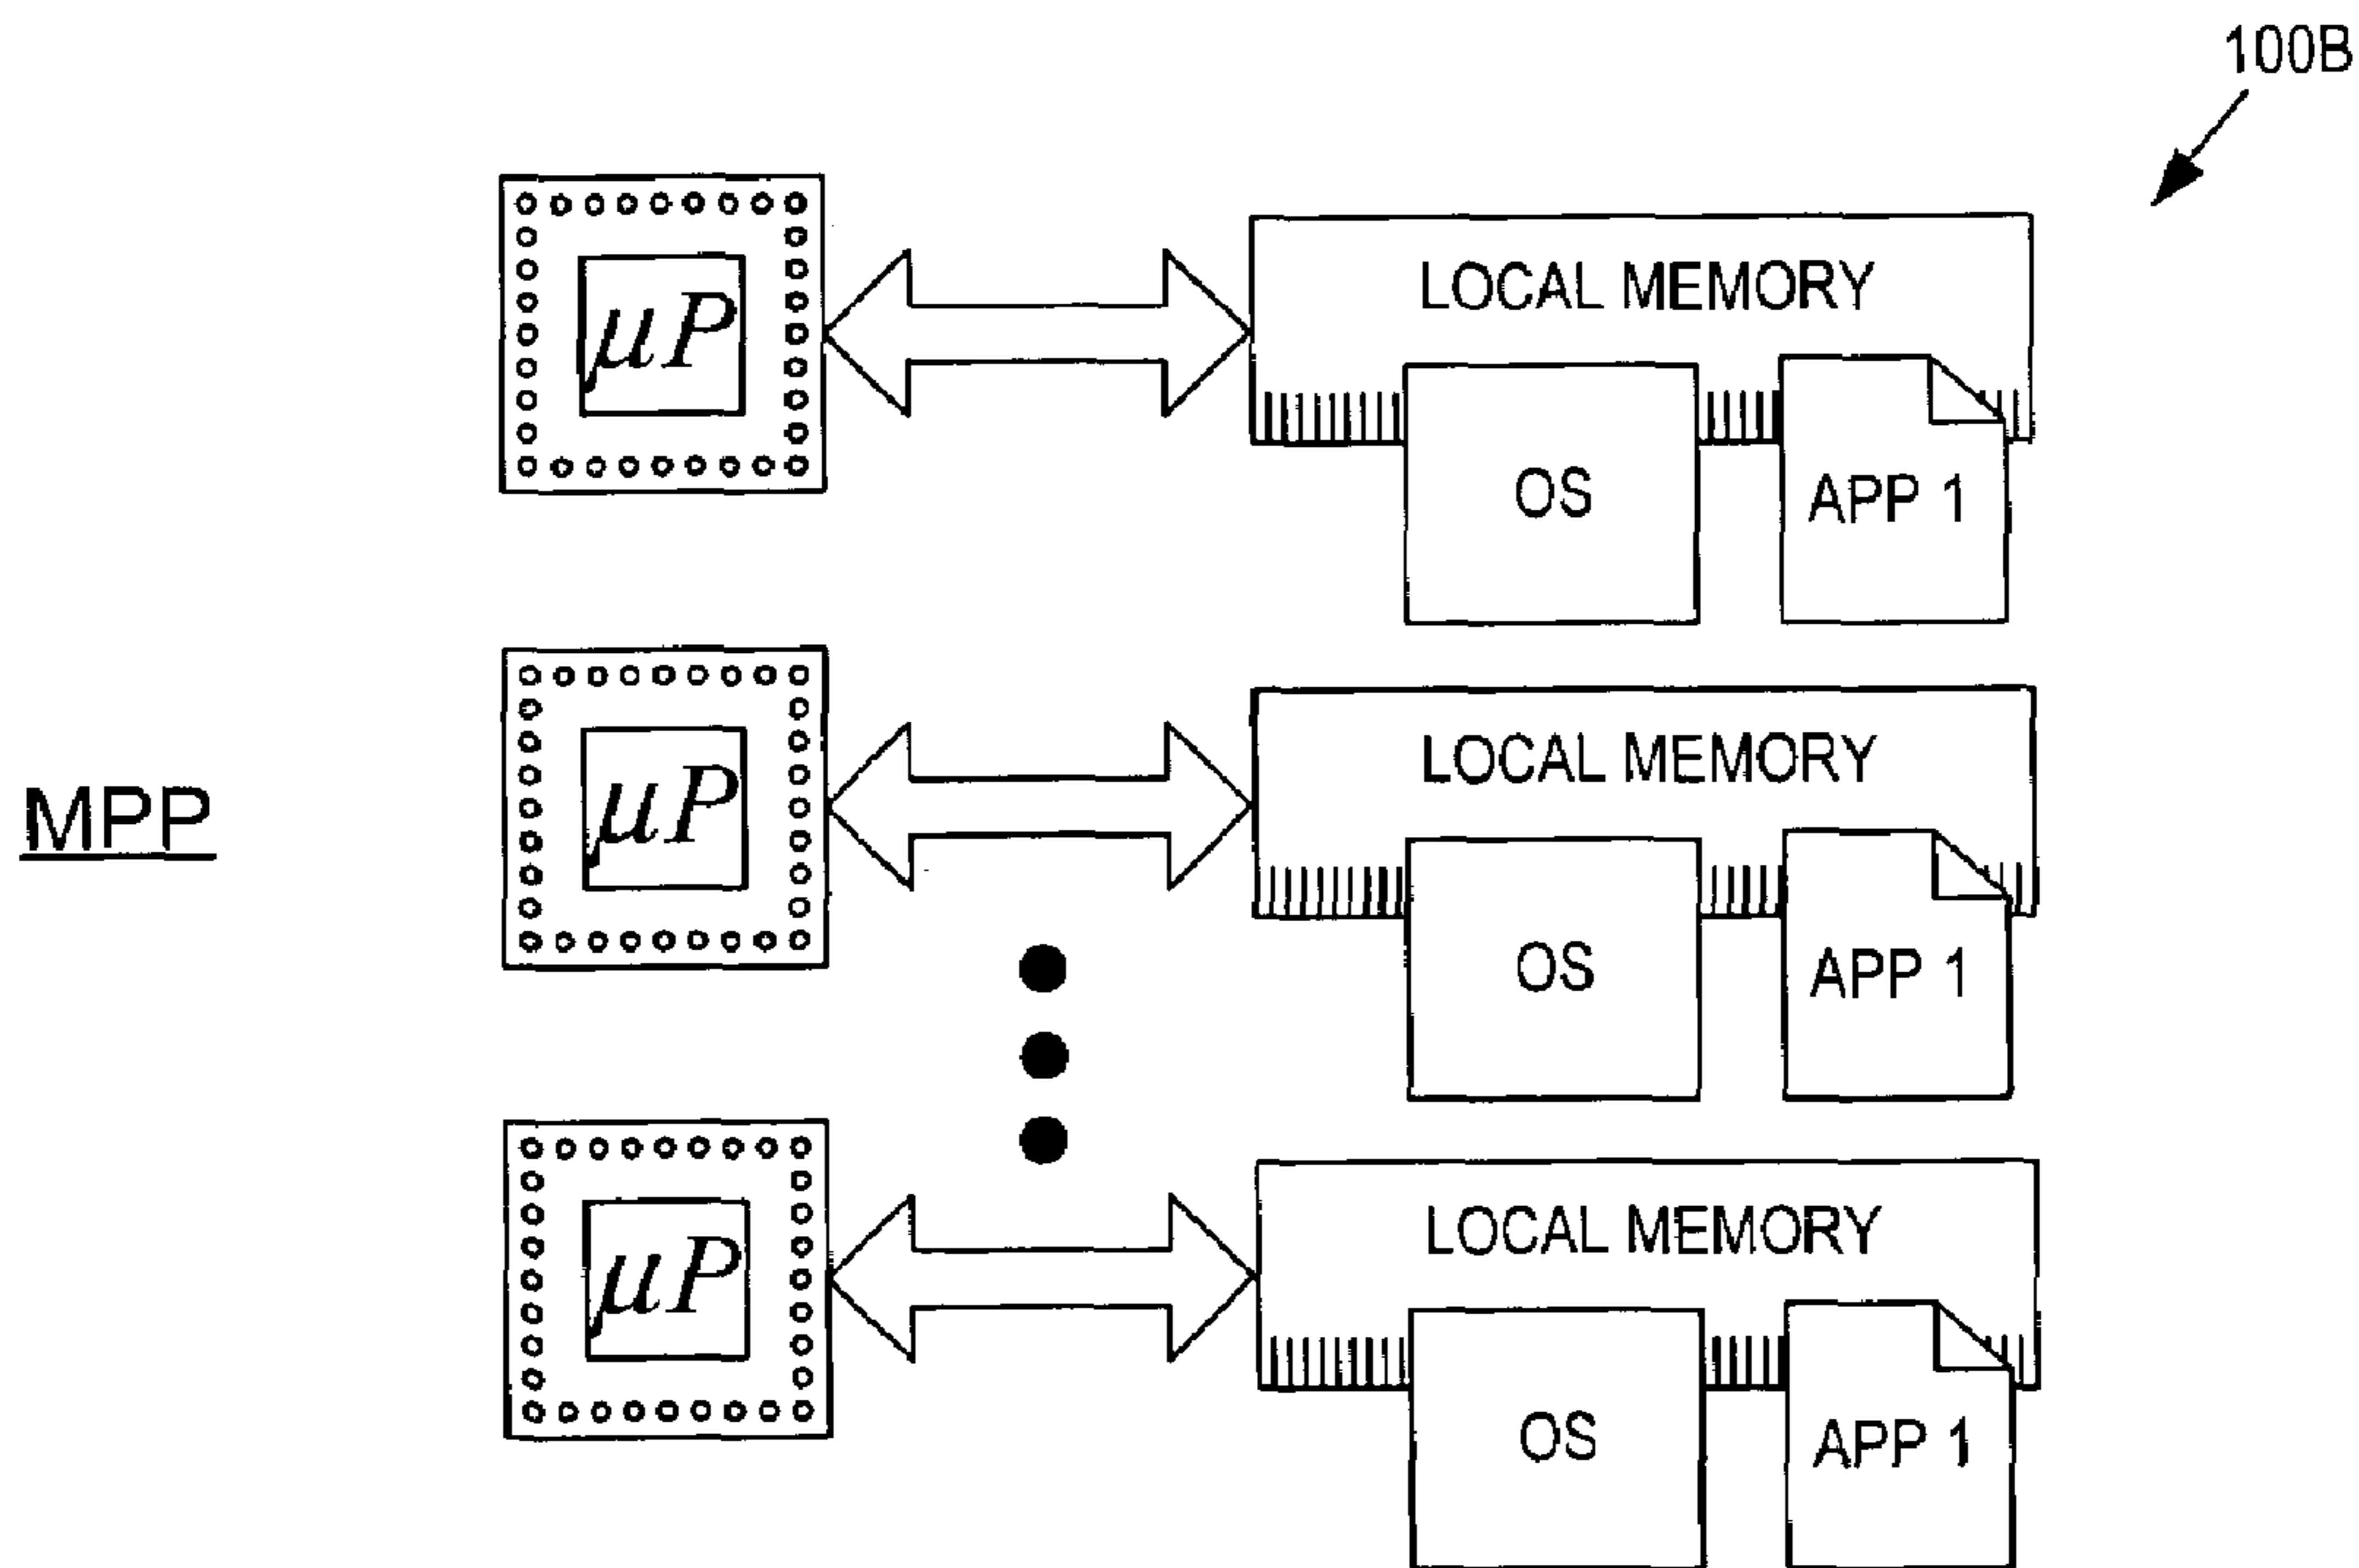 100B
µP
LOCAL MEMORY
OS
APP 1
MPP
µP
LOCAL MEMORY
OS
APP 1
µP
LOCAL MEMORY
OS
APP 1